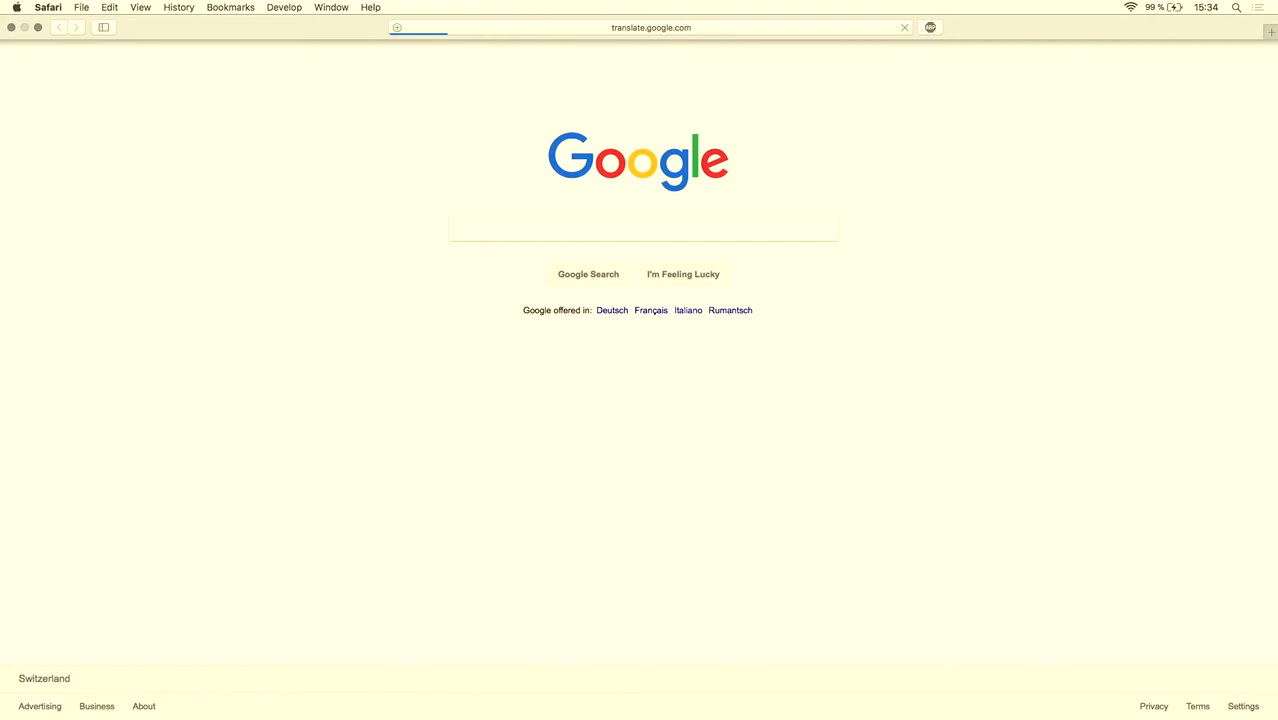 Safari File Edit View History Bookmarks Develop Window Help 99 % 15:34
translate.google.com ABP
Google
Google Search I'm Feeling Lucky
Google offered in: Deutsch Français Italiano Rumantsch
Switzerland
Advertising Business About Privacy Terms Settings